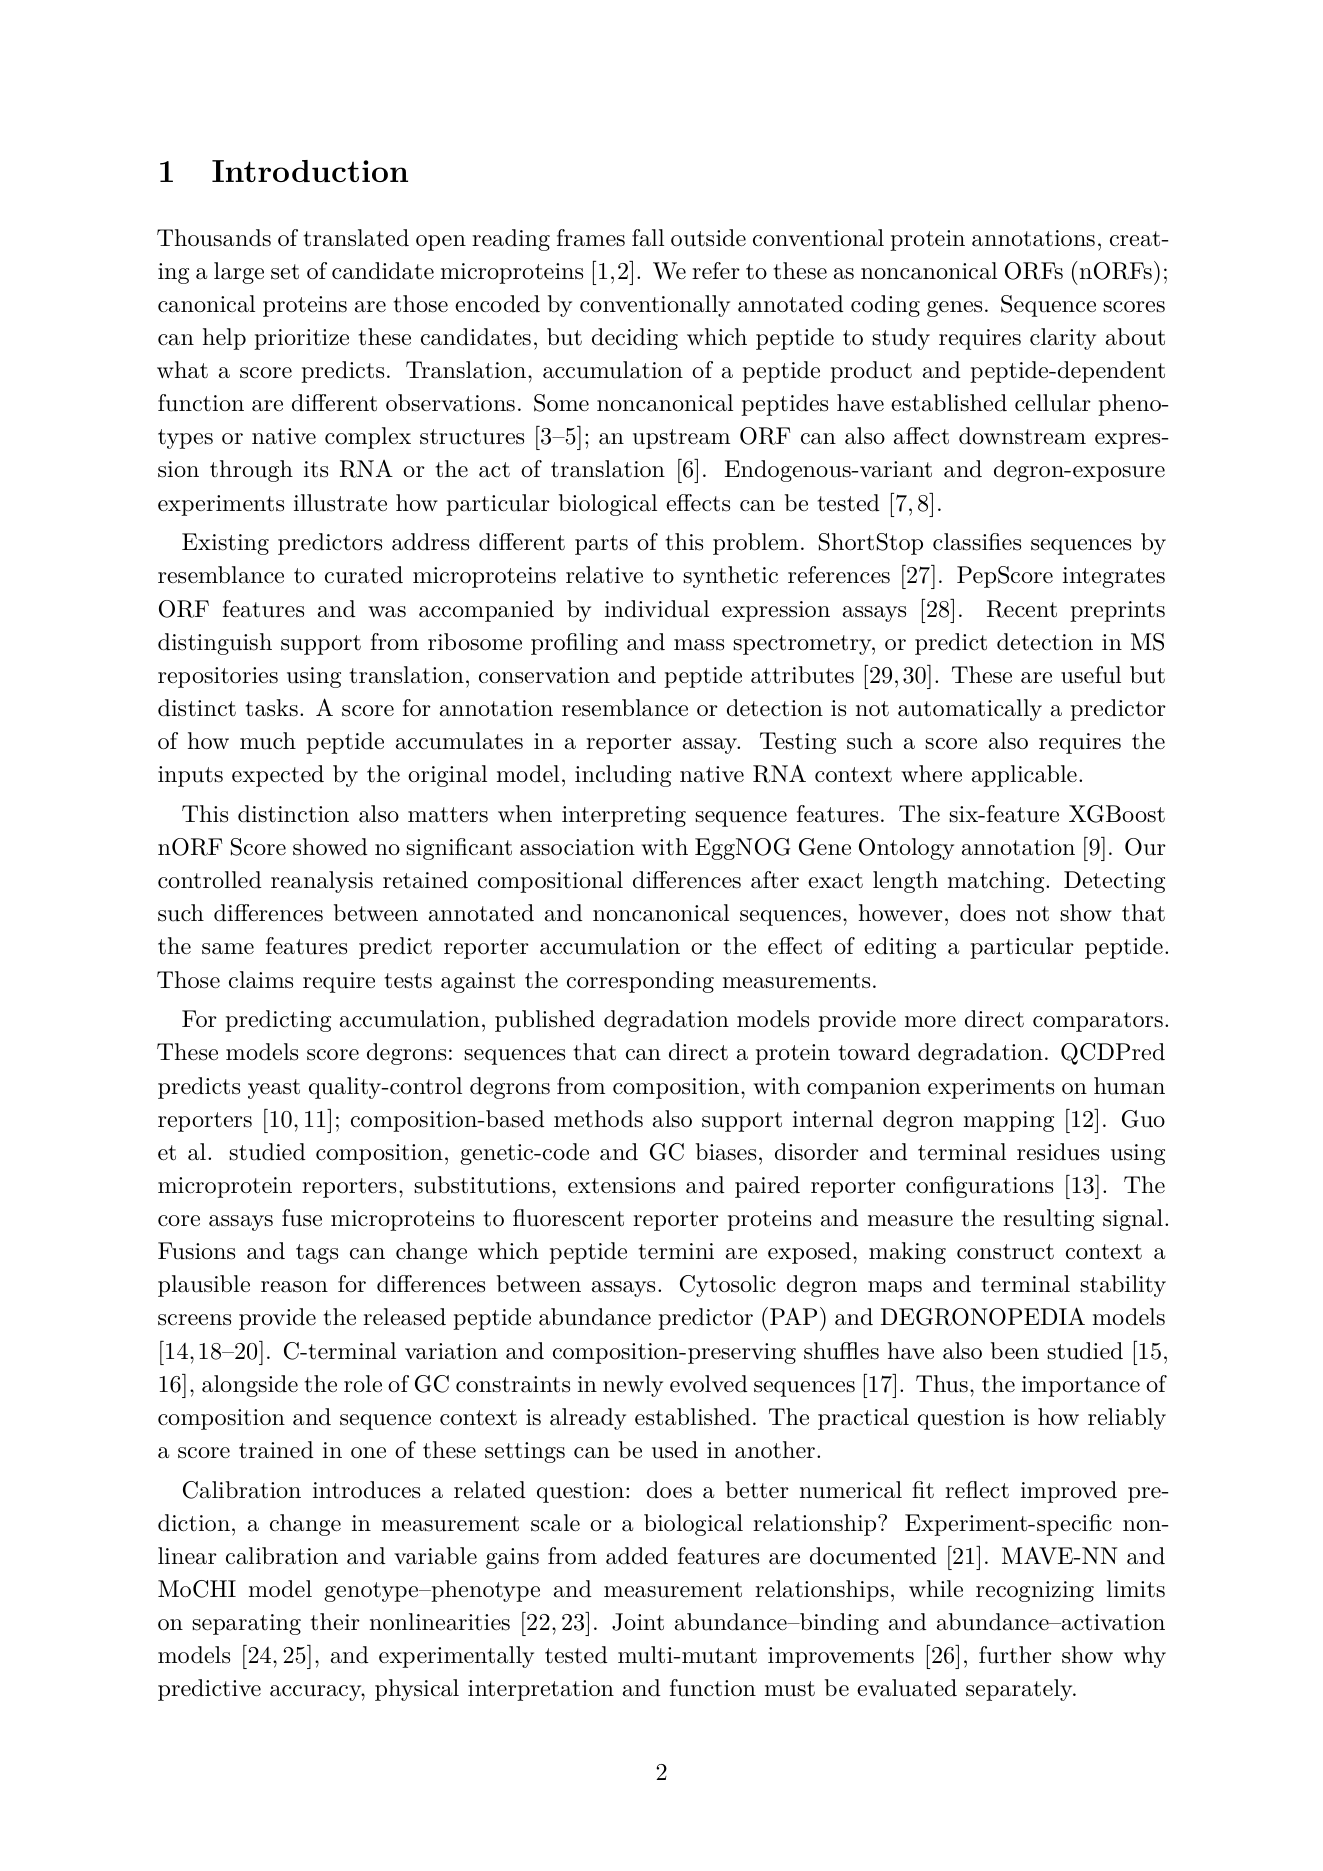 1 Introduction
Thousands of translated open reading frames fall outside conventional protein annotations, creat-
ing a large set of candidate microproteins [1,2]. We refer to these as noncanonical ORFs (nORFs);
canonical proteins are those encoded by conventionally annotated coding genes. Sequence scores
can help prioritize these candidates, but deciding which peptide to study requires clarity about
what a score predicts. Translation, accumulation of a peptide product and peptide-dependent
function are different observations. Some noncanonical peptides have established cellular pheno-
types or native complex structures [3–5]; an upstream ORF can also affect downstream expres-
sion through its RNA or the act of translation [6]. Endogenous-variant and degron-exposure
experiments illustrate how particular biological effects can be tested [7, 8].
Existing predictors address different parts of this problem. ShortStop classifies sequences by
resemblance to curated microproteins relative to synthetic references [27]. PepScore integrates
ORF features and was accompanied by individual expression assays [28]. Recent preprints
distinguish support from ribosome profiling and mass spectrometry, or predict detection in MS
repositories using translation, conservation and peptide attributes [29, 30]. These are useful but
distinct tasks. A score for annotation resemblance or detection is not automatically a predictor
of how much peptide accumulates in a reporter assay. Testing such a score also requires the
inputs expected by the original model, including native RNA context where applicable.
This distinction also matters when interpreting sequence features. The six-feature XGBoost
nORF Score showed no significant association with EggNOG Gene Ontology annotation [9]. Our
controlled reanalysis retained compositional differences after exact length matching. Detecting
such differences between annotated and noncanonical sequences, however, does not show that
the same features predict reporter accumulation or the effect of editing a particular peptide.
Those claims require tests against the corresponding measurements.
For predicting accumulation, published degradation models provide more direct comparators.
These models score degrons: sequences that can direct a protein toward degradation. QCDPred
predicts yeast quality-control degrons from composition, with companion experiments on human
reporters [10, 11]; composition-based methods also support internal degron mapping [12]. Guo
et al. studied composition, genetic-code and GC biases, disorder and terminal residues using
microprotein reporters, substitutions, extensions and paired reporter configurations [13]. The
core assays fuse microproteins to fluorescent reporter proteins and measure the resulting signal.
Fusions and tags can change which peptide termini are exposed, making construct context a
plausible reason for differences between assays. Cytosolic degron maps and terminal stability
screens provide the released peptide abundance predictor (PAP) and DEGRONOPEDIA models
[14, 18–20]. C-terminal variation and composition-preserving shuffles have also been studied [15,
16], alongside the role of GC constraints in newly evolved sequences [17]. Thus, the importance of
composition and sequence context is already established. The practical question is how reliably
a score trained in one of these settings can be used in another.
Calibration introduces a related question: does a better numerical fit reflect improved pre-
diction, a change in measurement scale or a biological relationship? Experiment-specific non-
linear calibration and variable gains from added features are documented [21]. MAVE-NN and
MoCHI model genotype–phenotype and measurement relationships, while recognizing limits
on separating their nonlinearities [22, 23]. Joint abundance–binding and abundance–activation
models [24, 25], and experimentally tested multi-mutant improvements [26], further show why
predictive accuracy, physical interpretation and function must be evaluated separately.
2